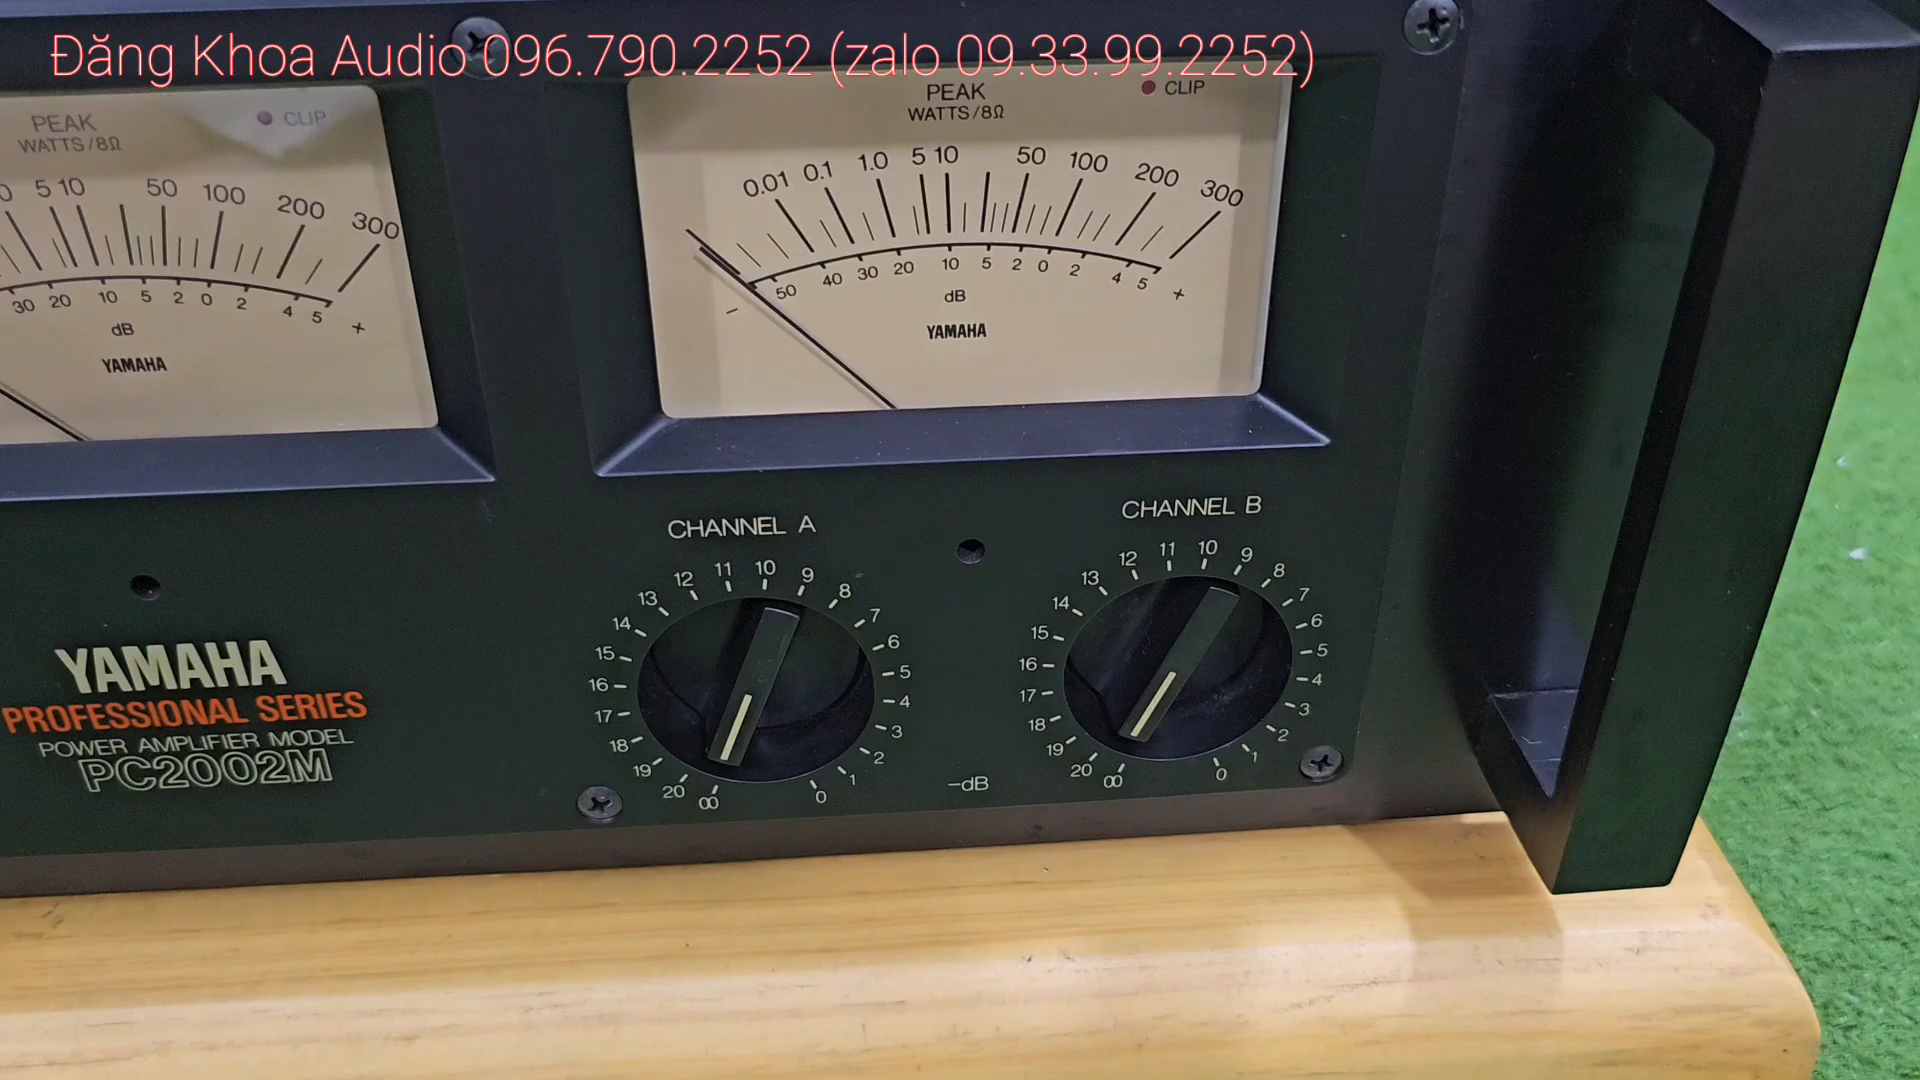 Đăng Khoa Audio 096.790.2252 (zalo 09.33.99.2252)
PEAK
WATTS/8Ω
CLIP
0 5 10 50 100 200 300
30 20 10 5 2 0 2 4 5 +
dB
YAMAHA
PEAK
WATTS/8Ω
CLIP
0.01 0.1 1.0 5 10 50 100 200 300
− 50 40 30 20 10 5 2 0 2 4 5 +
dB
YAMAHA
YAMAHA
PROFESSIONAL SERIES
POWER AMPLIFIER MODEL
PC2002M
CHANNEL A
∞ 20 19 18 17 16 15 14 13 12 11 10 9 8 7 6 5 4 3 2 1 0
−dB
CHANNEL B
∞ 20 19 18 17 16 15 14 13 12 11 10 9 8 7 6 5 4 3 2 1 0